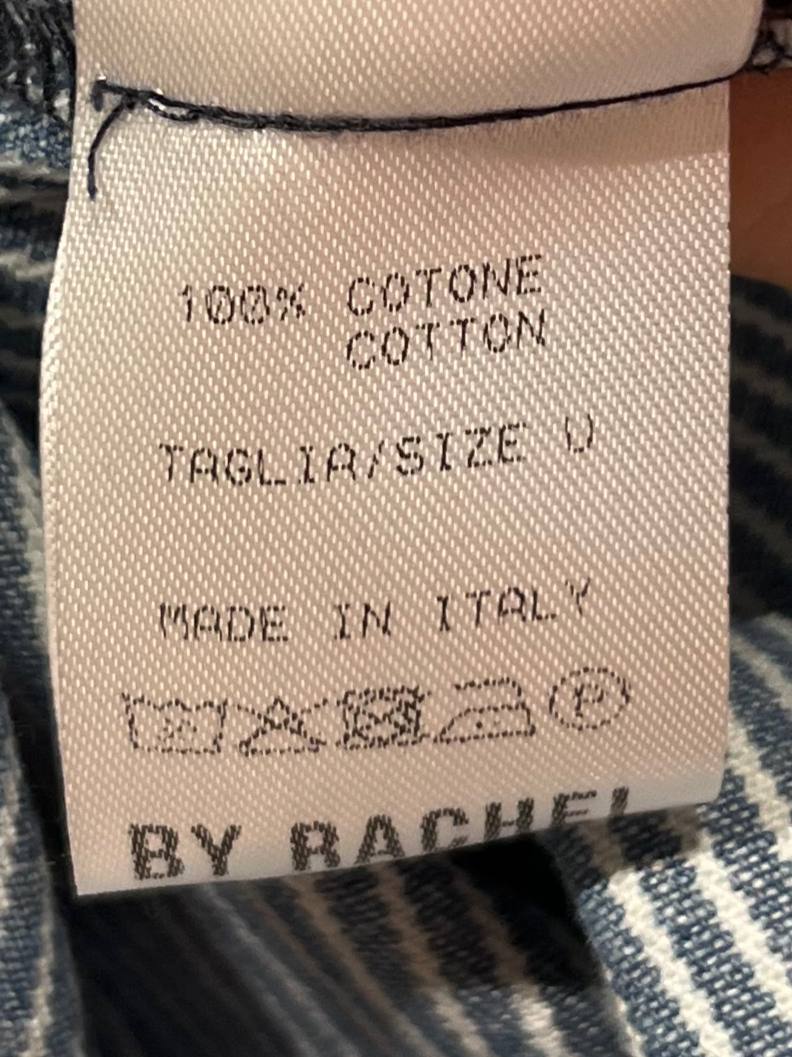 100% COTONE
COTTON
TAGLIA/SIZE U
MADE IN ITALY
P
BY RACHEL